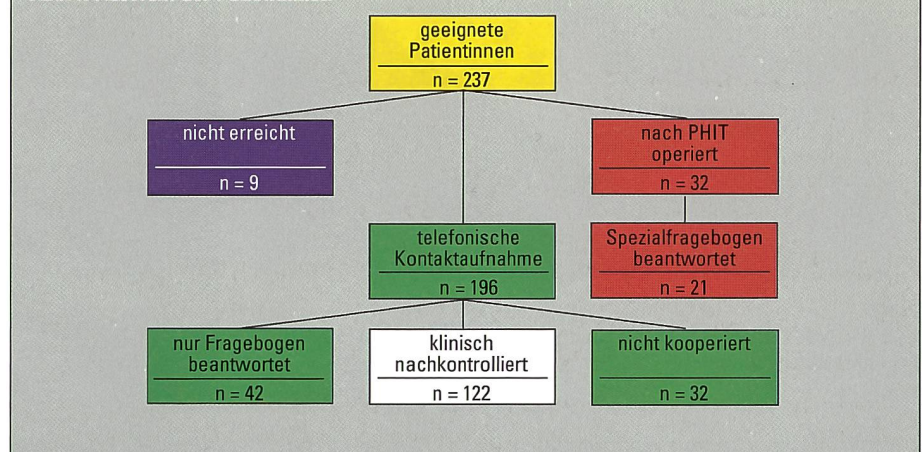 geeignete
Patientinnen
n = 237
nicht erreicht
n = 9
nach PHIT
operiert
n = 32
telefonische
Kontaktaufnahme
n = 196
Spezialfragebogen
beantwortet
n = 21
nur Fragebogen
beantwortet
n = 42
klinisch
nachkontrolliert
n = 122
nicht kooperiert
n = 32